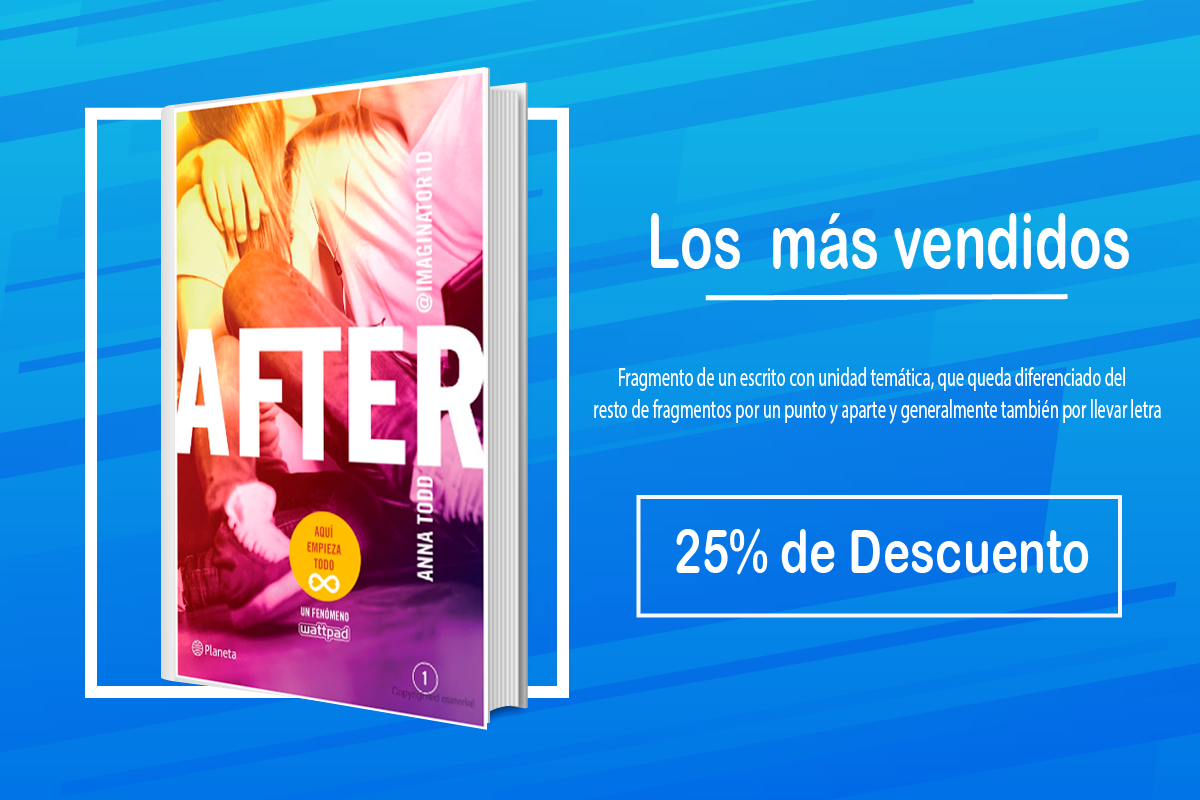 @IMAGINATOR1D
AFTER
ANNA TODD
AQUÍ
EMPIEZA
TODO
UN FENÓMENO
wattpad
Planeta
1
Copyrighted material
Los más vendidos
Fragmento de un escrito con unidad temática, que queda diferenciado del
resto de fragmentos por un punto y aparte y generalmente también por llevar letra
25% de Descuento